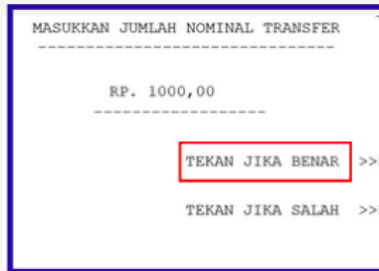 MASUKKAN JUMLAH NOMINAL TRANSFER
--------------------------------
RP. 1000,00
------------------
TEKAN JIKA BENAR >>
TEKAN JIKA SALAH >>